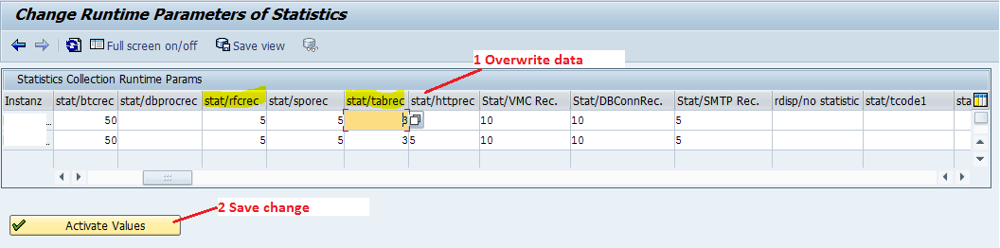 Change Runtime Parameters of Statistics
Full screen on/off Save view
1 Overwrite data
Statistics Collection Runtime Params
Instanz stat/btcrec stat/dbprocrec stat/rfcrec stat/sporec stat/tabrec stat/httprec Stat/VMC Rec. Stat/DBConnRec. Stat/SMTP Rec. rdisp/no statistic stat/tcode1 sta
... 50 5 5 3 10 10 5
... 50 5 5 3 5 10 10 5
2 Save change
Activate Values